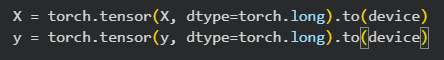 X = torch.tensor(X, dtype=torch.long).to(device)
y = torch.tensor(y, dtype=torch.long).to(device)